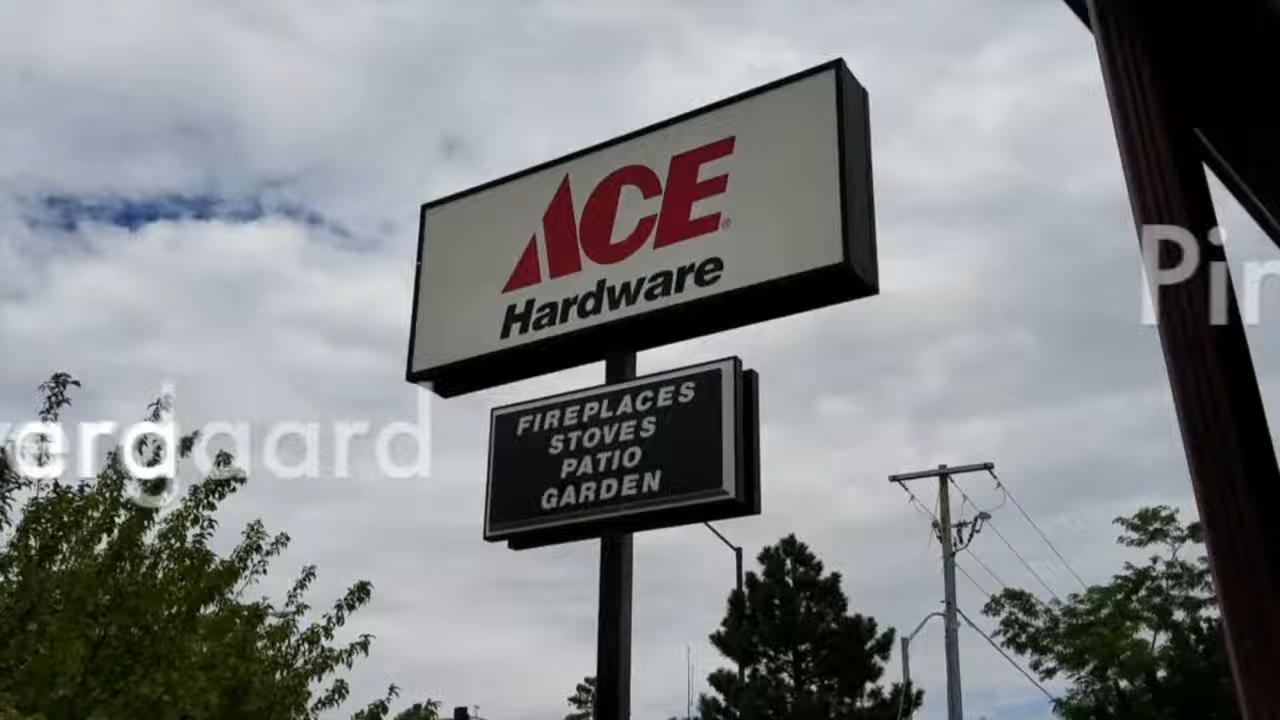 ACE
Hardware
FIREPLACES
STOVES
PATIO
GARDEN